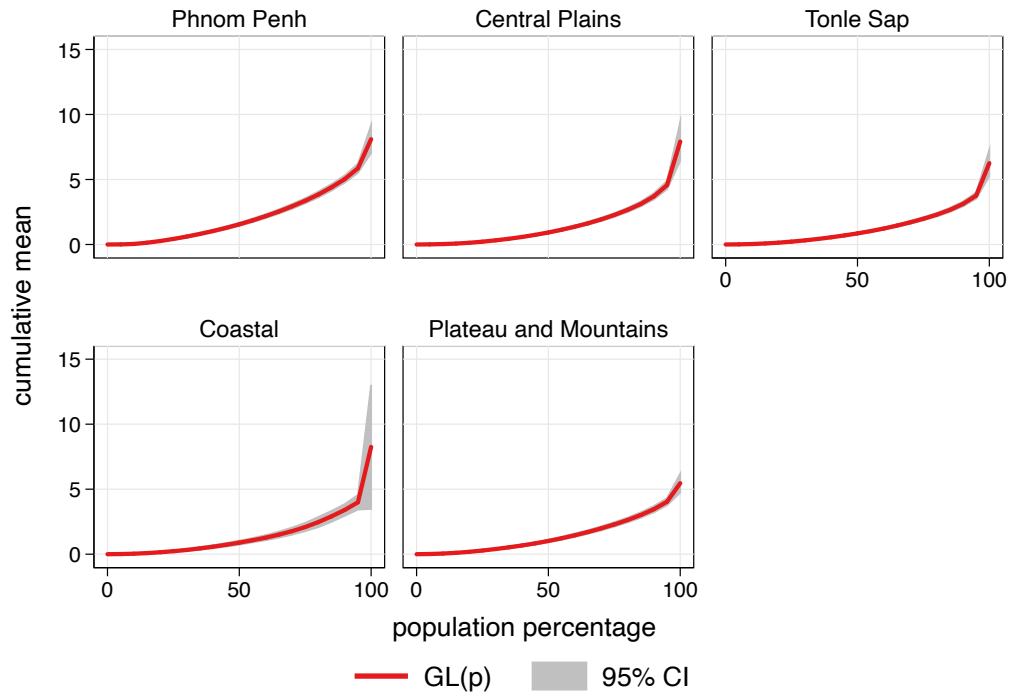 Phnom Penh
Central Plains
Tonle Sap
15
10
5
0
0
50
100
cumulative mean
Coastal
Plateau and Mountains
15
10
5
0
0
50
100
0
50
100
population percentage
GL(p)
95% CI